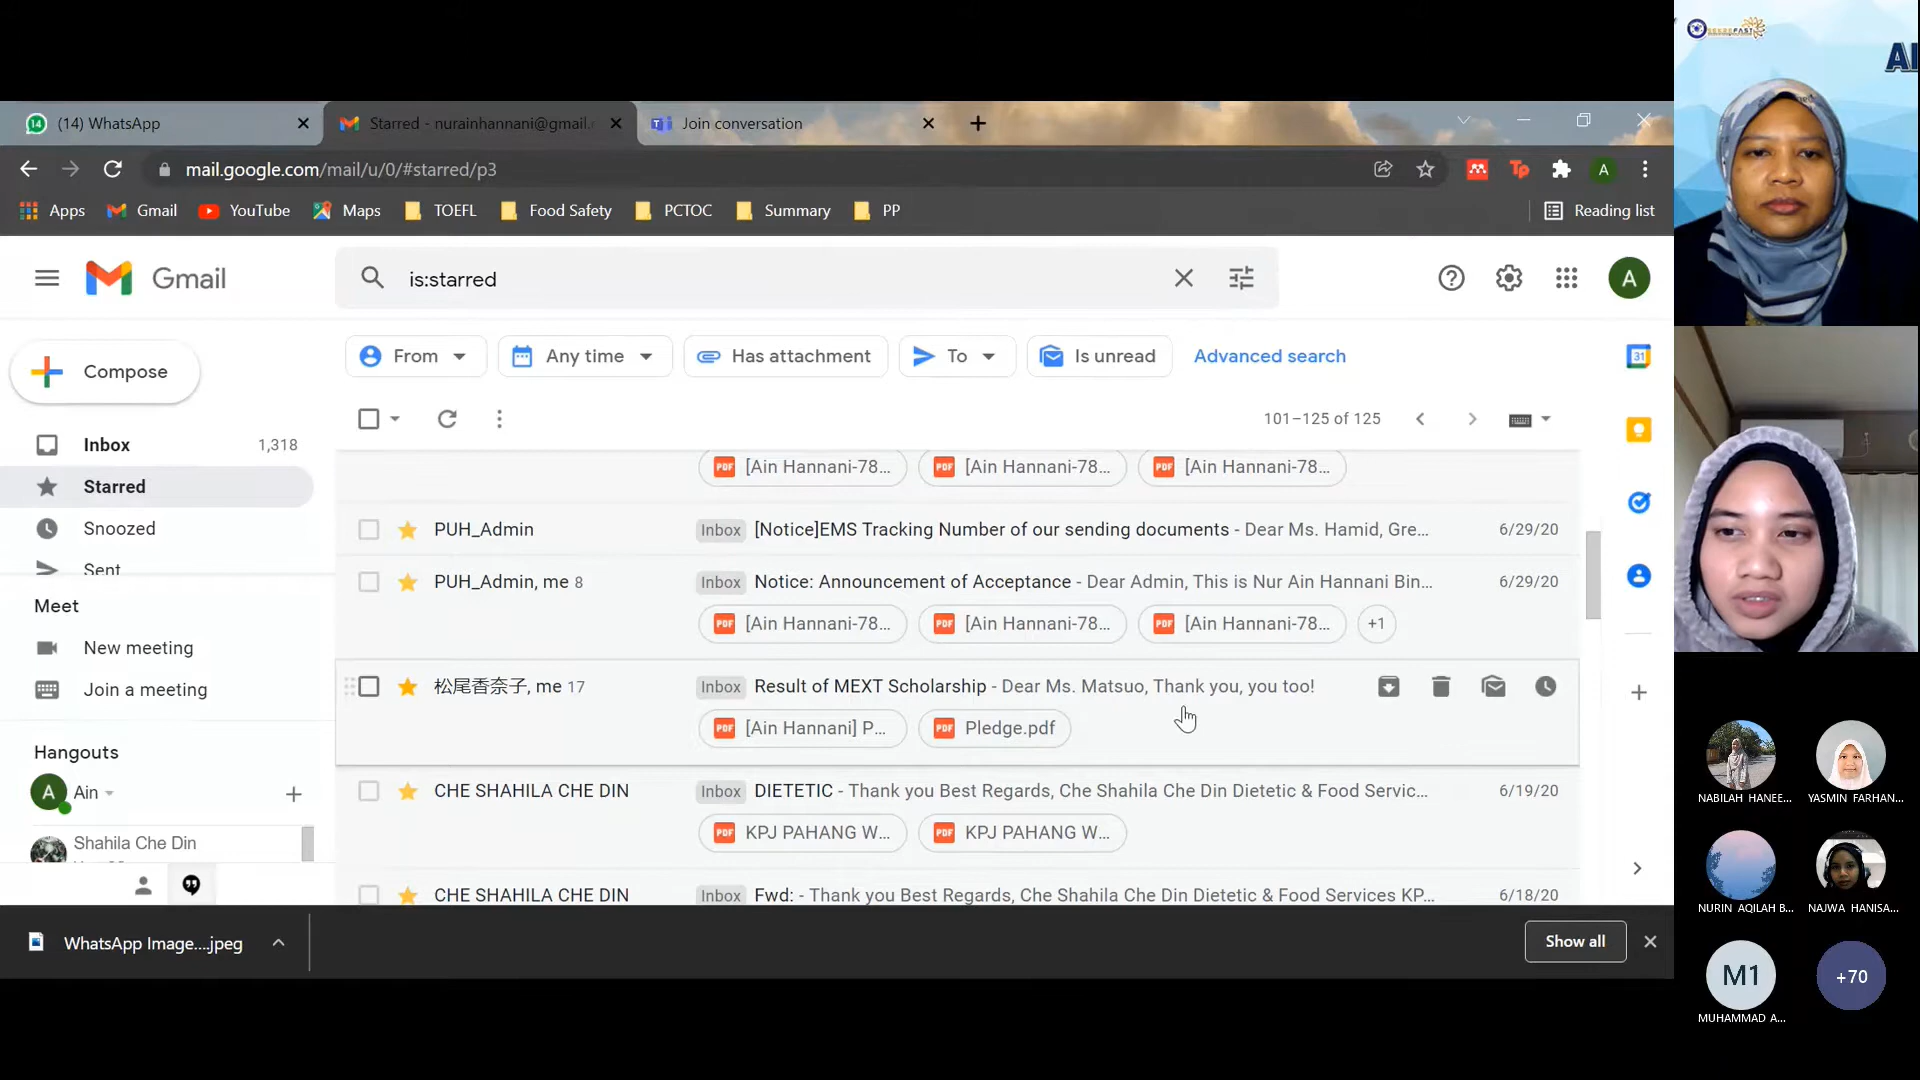 14
(14) WhatsApp
Starred - nurainhannani@gmail.
Join conversation
mail.google.com/mail/u/0/#starred/p3
A
Apps
Gmail
YouTube
Maps
TOEFL
Food Safety
PCTOC
Summary
PP
Reading list
Gmail
is:starred
A
From
Any time
Has attachment
To
Is unread
Advanced search
Compose
101–125 of 125
Inbox 1,318
Starred
Snoozed
Sent
[Ain Hannani-78... [Ain Hannani-78... [Ain Hannani-78...
PUH_Admin Inbox [Notice]EMS Tracking Number of our sending documents - Dear Ms. Hamid, Gre... 6/29/20
PUH_Admin, me 8 Inbox Notice: Announcement of Acceptance - Dear Admin, This is Nur Ain Hannani Bin... 6/29/20
[Ain Hannani-78... [Ain Hannani-78... [Ain Hannani-78... +1
松尾香奈子, me 17 Inbox Result of MEXT Scholarship - Dear Ms. Matsuo, Thank you, you too!
[Ain Hannani] P... Pledge.pdf
CHE SHAHILA CHE DIN Inbox DIETETIC - Thank you Best Regards, Che Shahila Che Din Dietetic & Food Servic... 6/19/20
KPJ PAHANG W... KPJ PAHANG W...
CHE SHAHILA CHE DIN Inbox Fwd: - Thank you Best Regards, Che Shahila Che Din Dietetic & Food Services KP... 6/18/20
Meet
New meeting
Join a meeting
Hangouts
A Ain
Shahila Che Din
31
WhatsApp Image....jpeg
Show all
NABILAH HANEE...
YASMIN FARHAN...
NURIN AQILAH B...
NAJWA HANISA...
M1
+70
MUHAMMAD A...